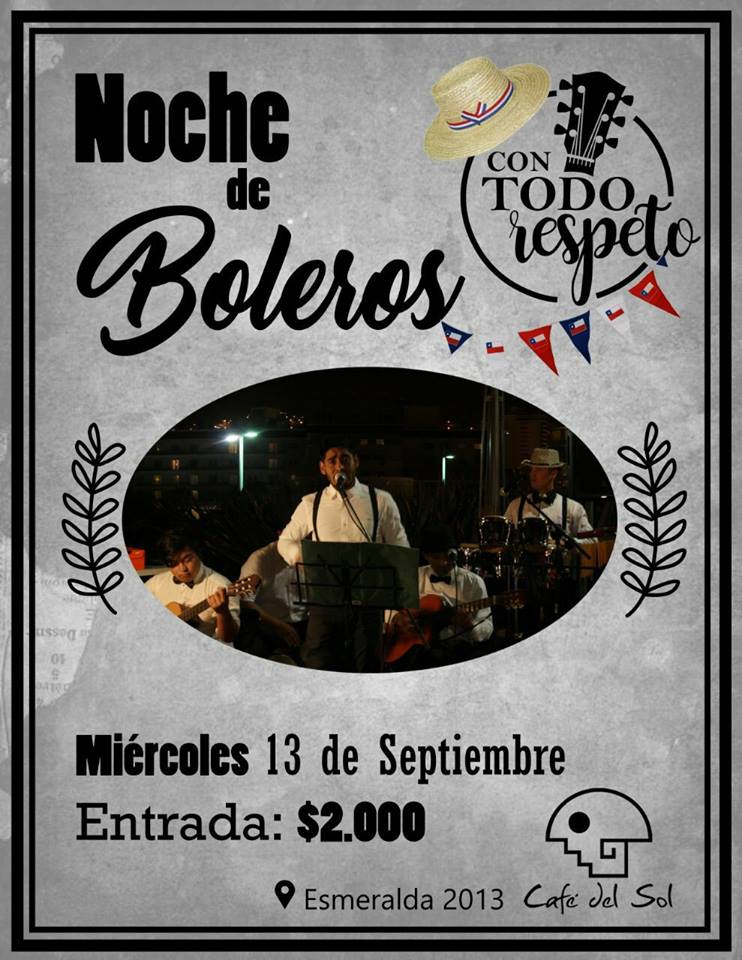 Noche
de
Boleros
CON
TODO
respeto
Miércoles 13 de Septiembre
Entrada: $2.000
Esmeralda 2013
Café del Sol